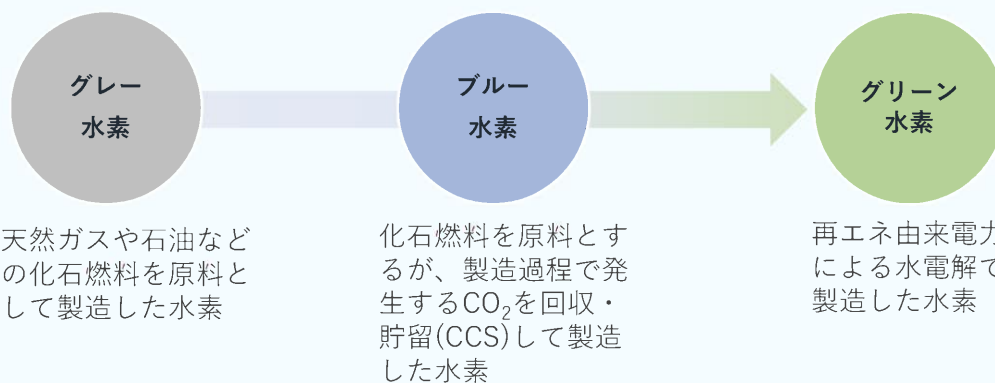 グレー
水素
ブルー
水素
グリーン
水素
天然ガスや石油など
の化石燃料を原料と
して製造した水素
化石燃料を原料とす
るが、製造過程で発
生するCO₂を回収・
貯留(CCS)して製造
した水素
再エネ由来電力
による水電解で
製造した水素